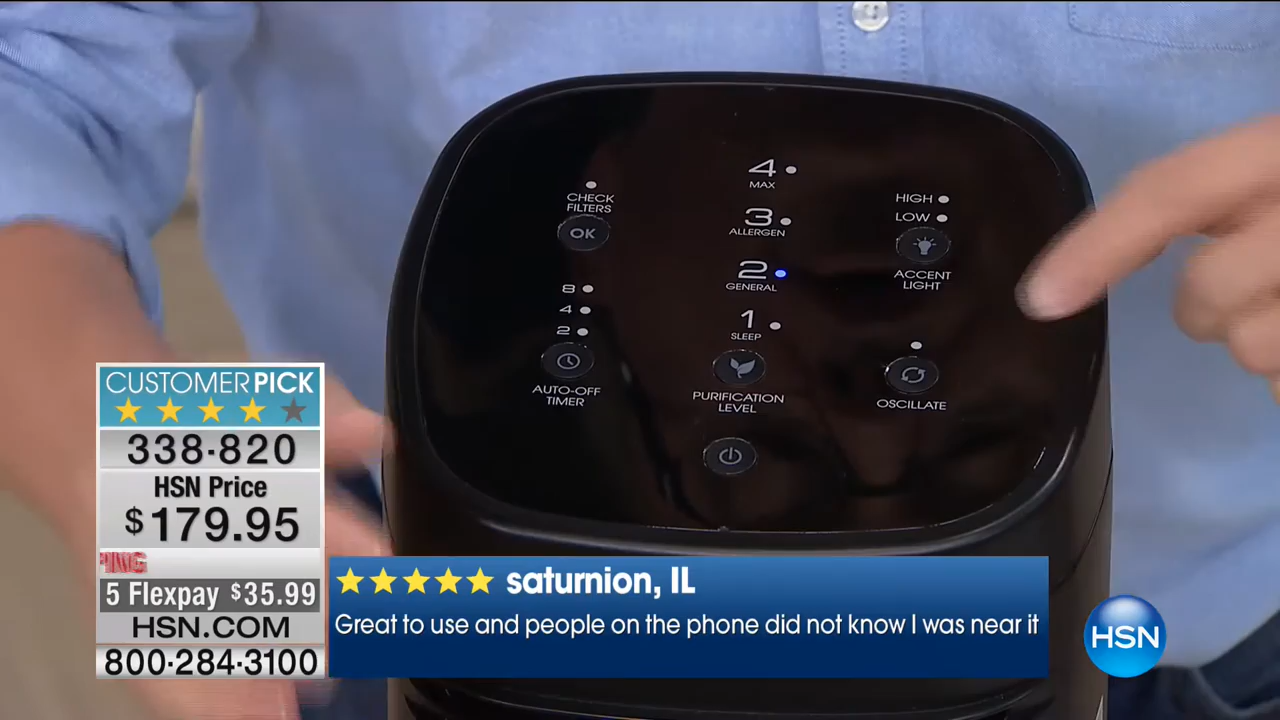 4
MAX
CHECK
FILTERS
OK
3
ALLERGEN
HIGH
LOW
2
GENERAL
ACCENT
LIGHT
8
4
2
AUTO-OFF
TIMER
1
SLEEP
PURIFICATION
LEVEL
OSCILLATE
CUSTOMER PICK
338-820
HSN Price
$179.95
5 Flexpay $35.99
HSN.COM
800-284-3100
saturnion, IL
Great to use and people on the phone did not know I was near it
HSN